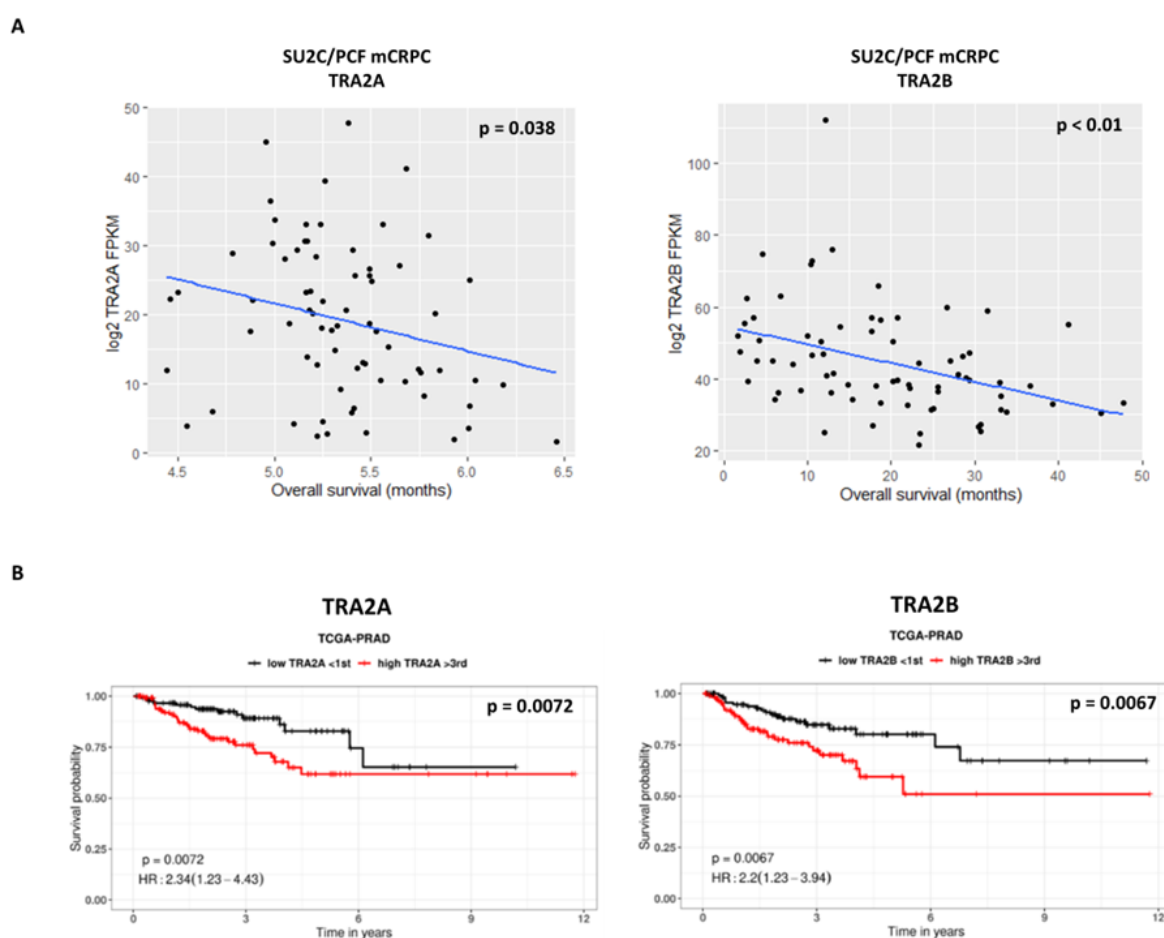 A
SU2C/PCF mCRPC
TRA2A
p = 0.038
50
40
30
20
10
0
log2 TRA2A FPKM
4.5 5.0 5.5 6.0 6.5
Overall survival (months)
SU2C/PCF mCRPC
TRA2B
p < 0.01
100
80
60
40
20
log2 TRA2B FPKM
0 10 20 30 40 50
Overall survival (months)
B
TRA2A
TCGA-PRAD
low TRA2A <1st high TRA2A >3rd
p = 0.0072
1.00
0.75
0.50
0.25
0.00
Survival probability
p = 0.0072
HR : 2.34(1.23 – 4.43)
0 3 6 9 12
Time in years
TRA2B
TCGA-PRAD
low TRA2B <1st high TRA2B >3rd
p = 0.0067
1.00
0.75
0.50
0.25
0.00
Survival probability
p = 0.0067
HR : 2.2(1.23 – 3.94)
0 3 6 9 12
Time in years